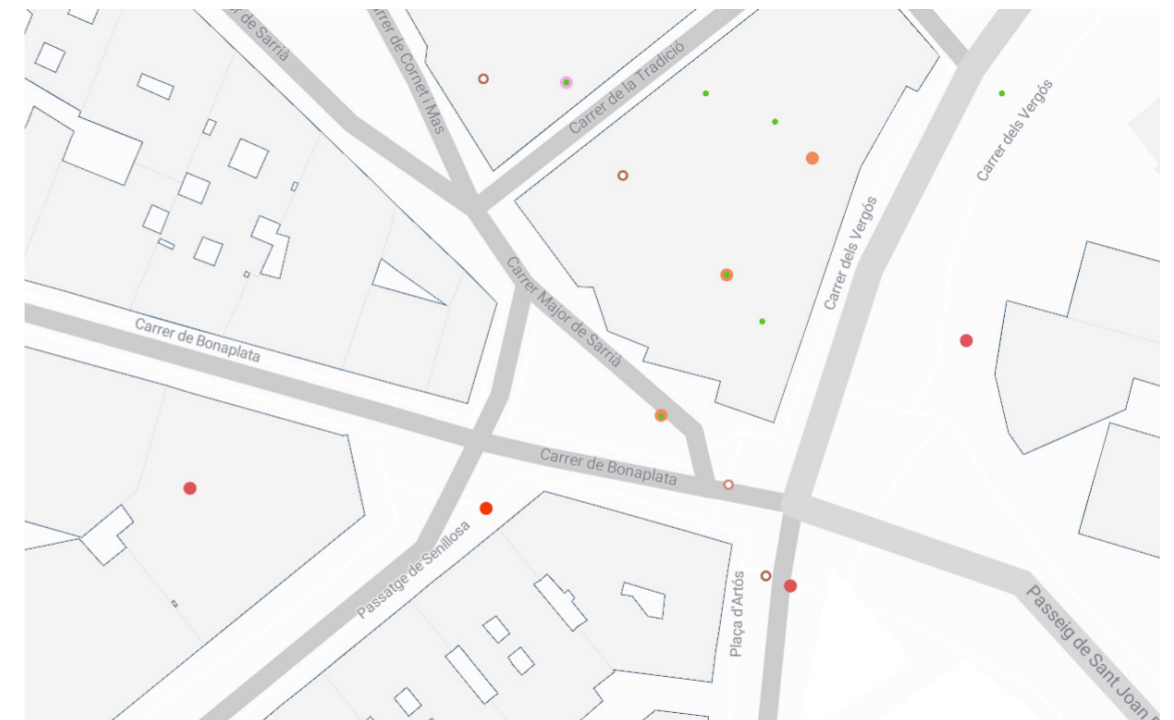 de Sarrià
Carrer de la Tradició
Carrer dels Vergós
de Cornet i Mas
Carrer dels Vergós
Carrer Major de Sarrià
Carrer de Bonaplata
Carrer de Bonaplata
Passatge de Senillosa
Plaça d'Artós
Passeig de Sant Joan